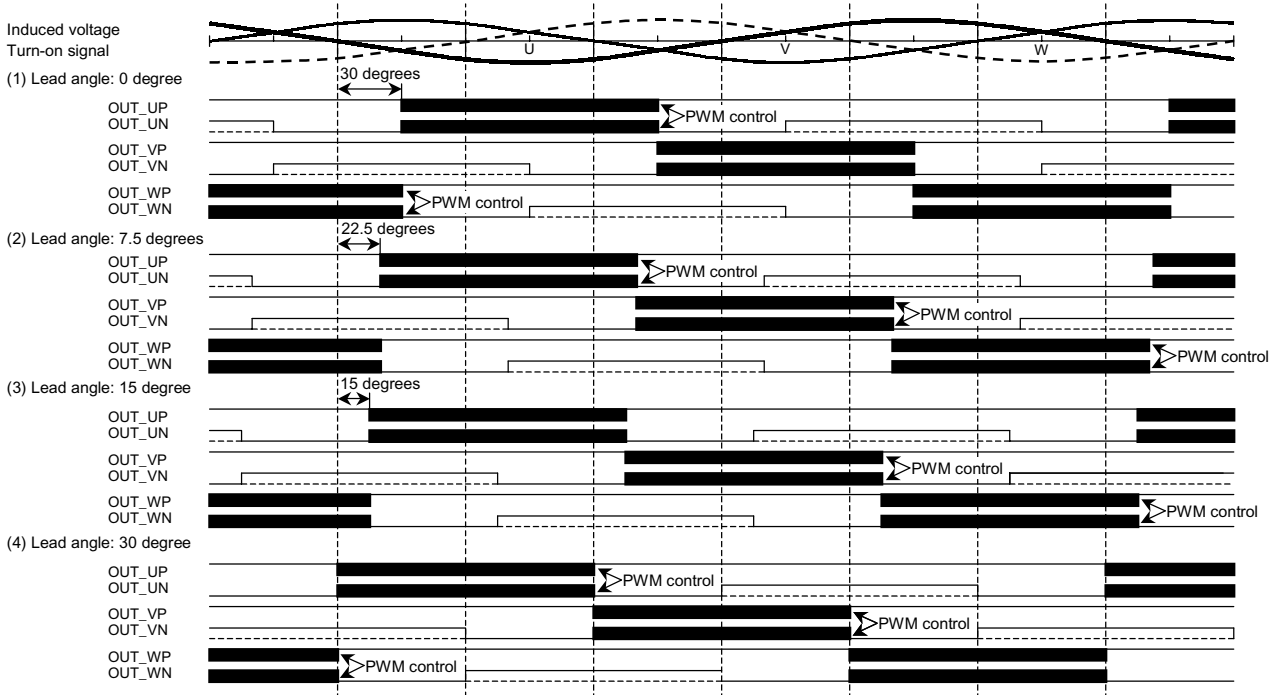 Induced voltage
Turn-on signal
U
V
W
(1) Lead angle: 0 degree
30 degrees
OUT_UP
OUT_UN
PWM control
OUT_VP
OUT_VN
OUT_WP
OUT_WN
PWM control
(2) Lead angle: 7.5 degrees
22.5 degrees
OUT_UP
OUT_UN
PWM control
OUT_VP
OUT_VN
PWM control
OUT_WP
OUT_WN
PWM control
(3) Lead angle: 15 degree
15 degrees
OUT_UP
OUT_UN
OUT_VP
OUT_VN
PWM control
OUT_WP
OUT_WN
PWM control
(4) Lead angle: 30 degree
OUT_UP
OUT_UN
PWM control
OUT_VP
OUT_VN
PWM control
OUT_WP
OUT_WN
PWM control